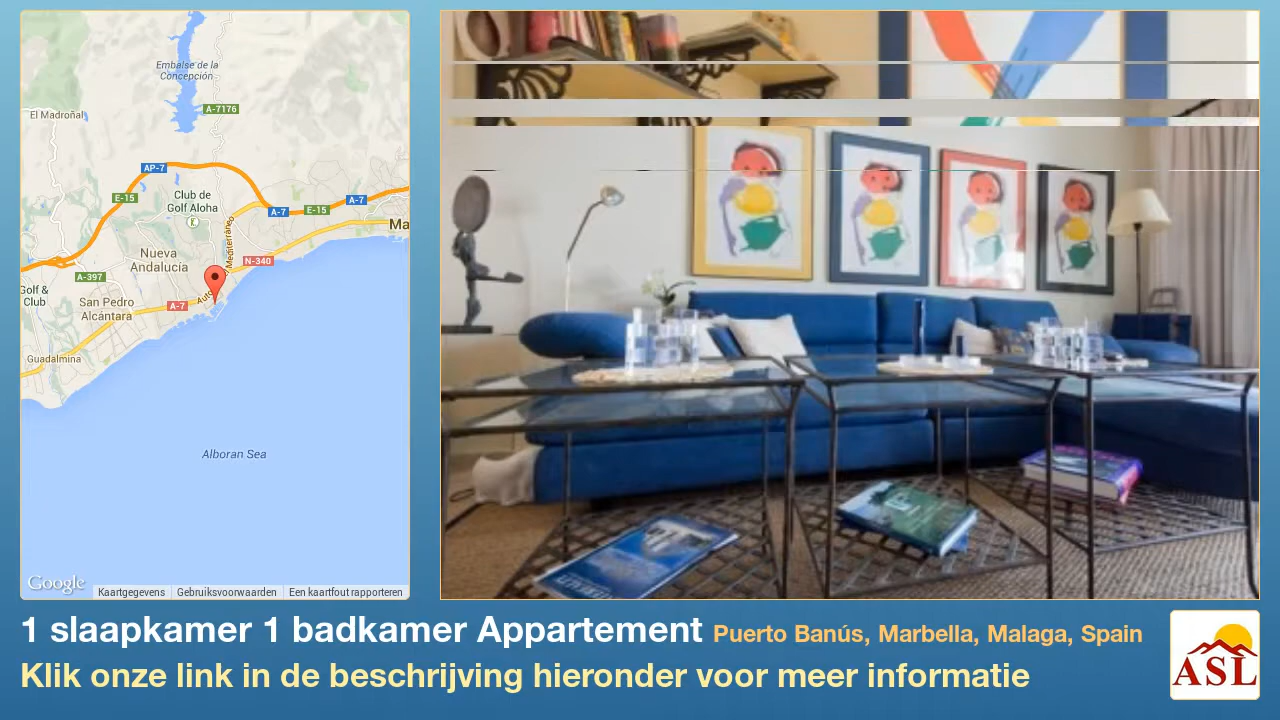 Embalse de la
Concepción
A-7176
El Madroñal
AP-7
E-15
Club de
Golf Aloha
A-7
E-15
A-7
Ma
Mediterráneo
Nueva
Andalucía
N-340
A-397
Golf &
Club
San Pedro
Alcántara
A-7
Auto
Guadalmina
Alboran Sea
Google
Kaartgegevens
Gebruiksvoorwaarden
Een kaartfout rapporteren
1 slaapkamer 1 badkamer Appartement Puerto Banús, Marbella, Malaga, Spain
Klik onze link in de beschrijving hieronder voor meer informatie
ASL